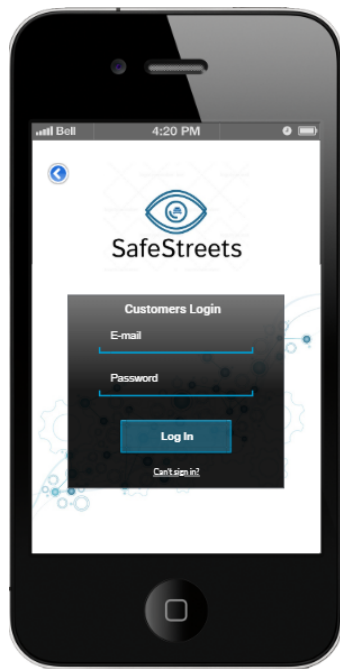 Bell 4:20 PM
SafeStreets
Customers Login
E-mail
Password
Log In
Can't sign in?